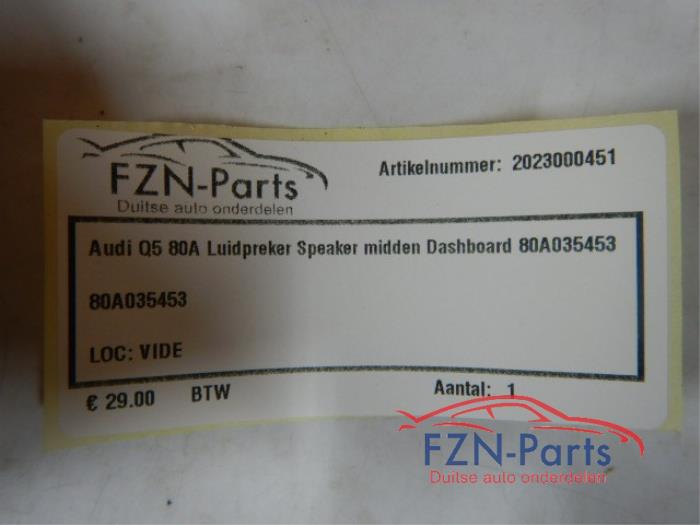 FZN-Parts
Duitse auto onderdelen
Artikelnummer: 2023000451
Audi Q5 80A Luidpreker Speaker midden Dashboard 80A035453
80A035453
LOC: VIDE
€ 29.00 BTW Aantal: 1
FZN-Parts
Duitse auto onderdelen